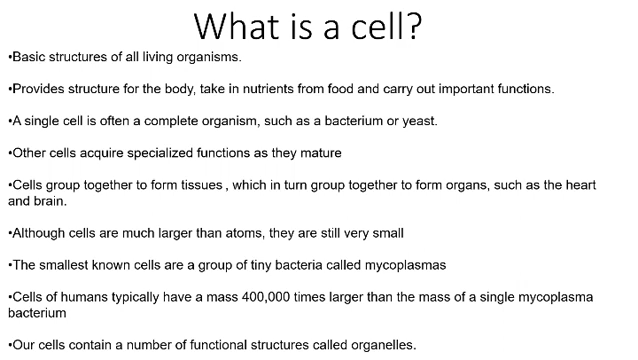 What is a cell?
•Basic structures of all living organisms.
•Provides structure for the body, take in nutrients from food and carry out important functions.
•A single cell is often a complete organism, such as a bacterium or yeast.
•Other cells acquire specialized functions as they mature
•Cells group together to form tissues , which in turn group together to form organs, such as the heart
and brain.
•Although cells are much larger than atoms, they are still very small
•The smallest known cells are a group of tiny bacteria called mycoplasmas
•Cells of humans typically have a mass 400,000 times larger than the mass of a single mycoplasma
bacterium
•Our cells contain a number of functional structures called organelles.